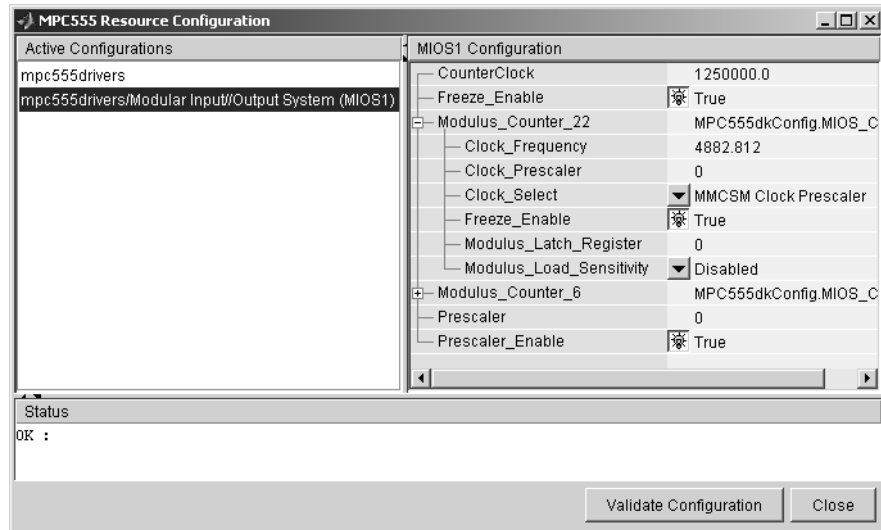 MPC555 Resource Configuration
Active Configurations
mpc555drivers
mpc555drivers/Modular Input//Output System (MIOS1)
MIOS1 Configuration
CounterClock 1250000.0
Freeze_Enable True
Modulus_Counter_22 MPC555dkConfig.MIOS_C
Clock_Frequency 4882.812
Clock_Prescaler 0
Clock_Select MMCSM Clock Prescaler
Freeze_Enable True
Modulus_Latch_Register 0
Modulus_Load_Sensitivity Disabled
Modulus_Counter_6 MPC555dkConfig.MIOS_C
Prescaler 0
Prescaler_Enable True
Status
OK :
Validate Configuration Close